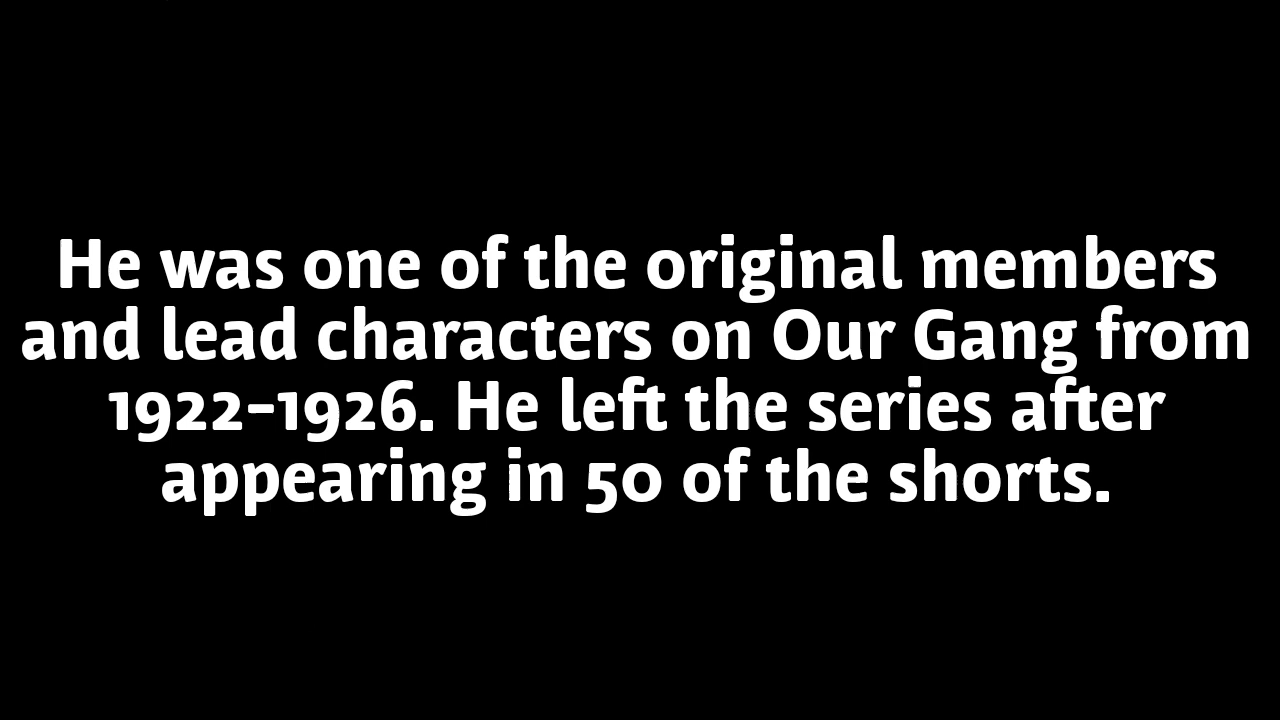 He was one of the original members
and lead characters on Our Gang from
1922-1926. He left the series after
appearing in 50 of the shorts.